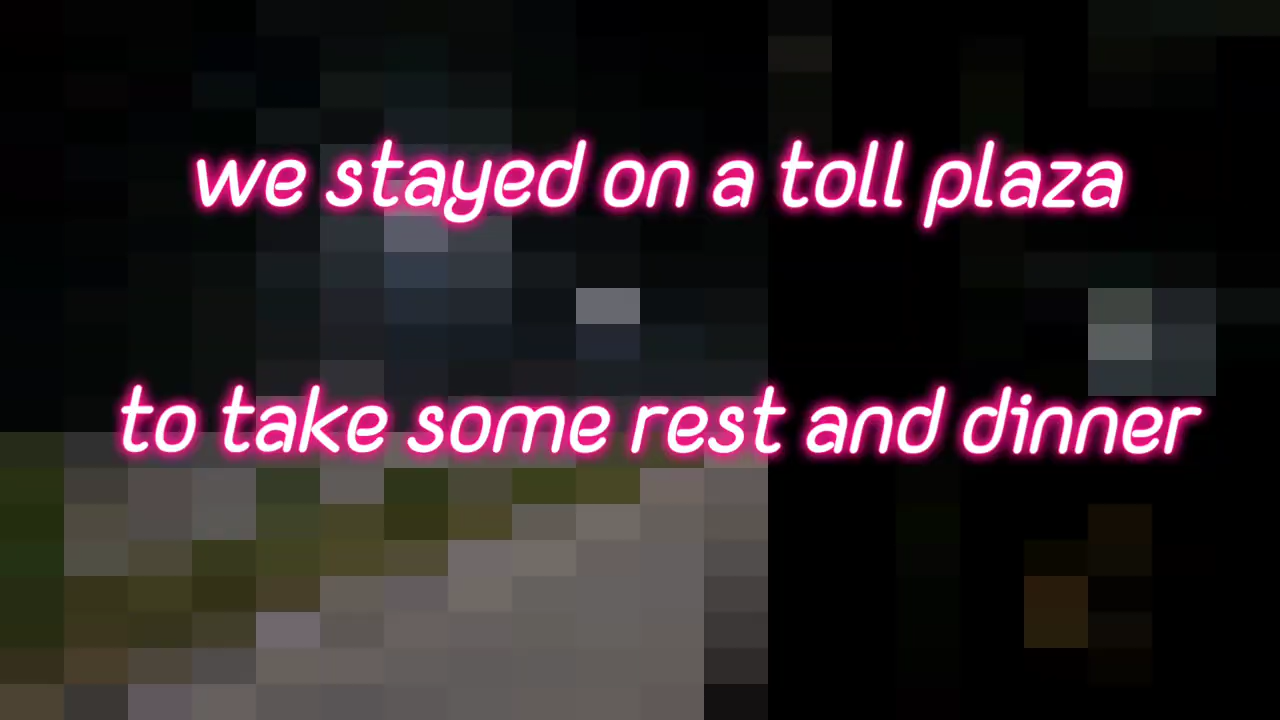 we stayed on a toll plaza
to take some rest and dinner